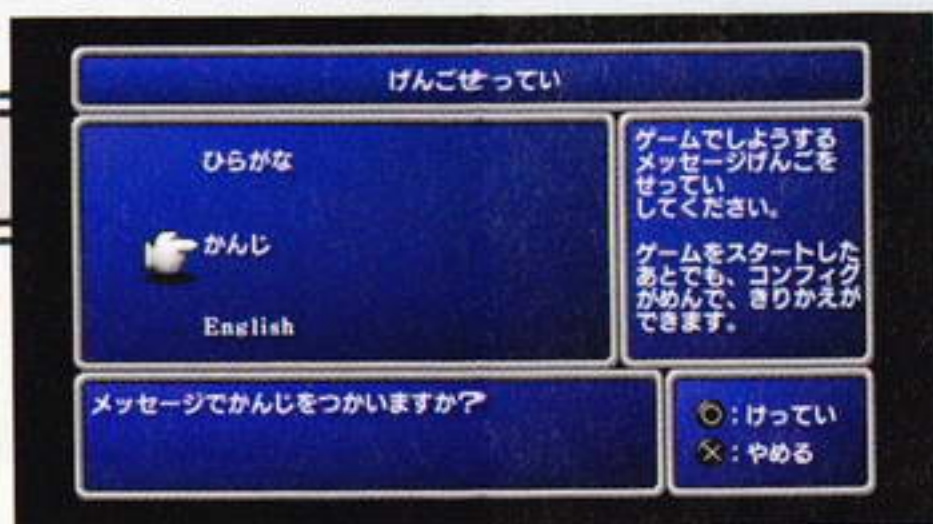 げんごせってい
ひらがな
かんじ
English
ゲームでしようする
メッセージげんごを
せってい
してください。
ゲームをスタートした
あとでも、コンフィグ
がめんで、きりかえが
できます。
メッセージでかんじをつかいますか?
◎:けってい
×:やめる